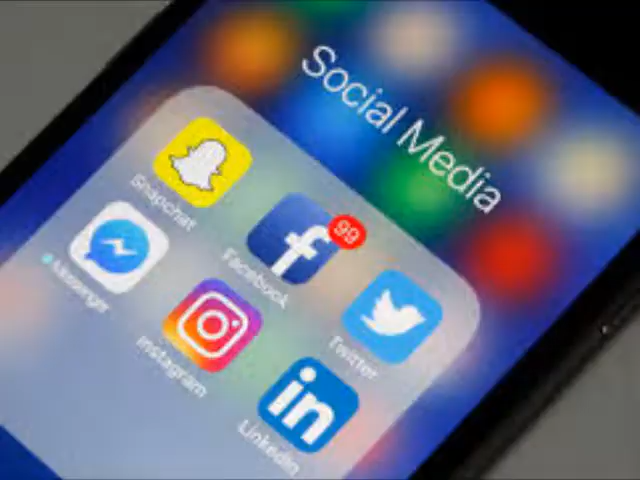 Social Media
Snapchat
Facebook
99
Twitter
Messenger
Instagram
LinkedIn
in